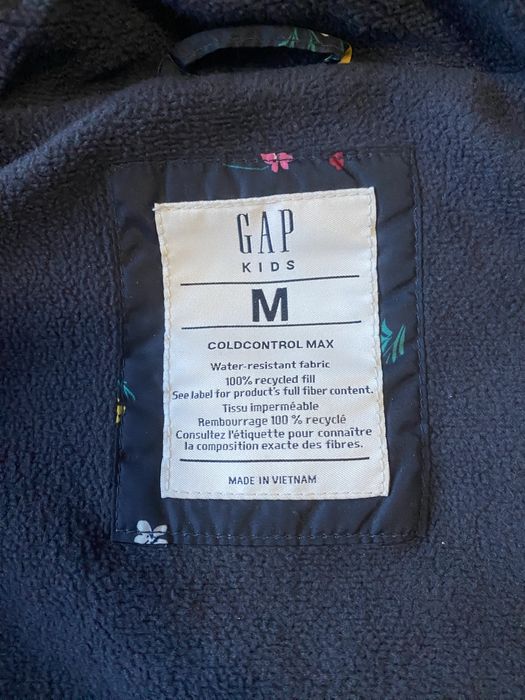 GAP
KIDS
M
COLDCONTROL MAX
Water-resistant fabric
100% recycled fill
See label for product's full fiber content.
Tissu imperméable
Rembourrage 100 % recyclé
Consultez l'étiquette pour connaître
la composition exacte des fibres.
MADE IN VIETNAM